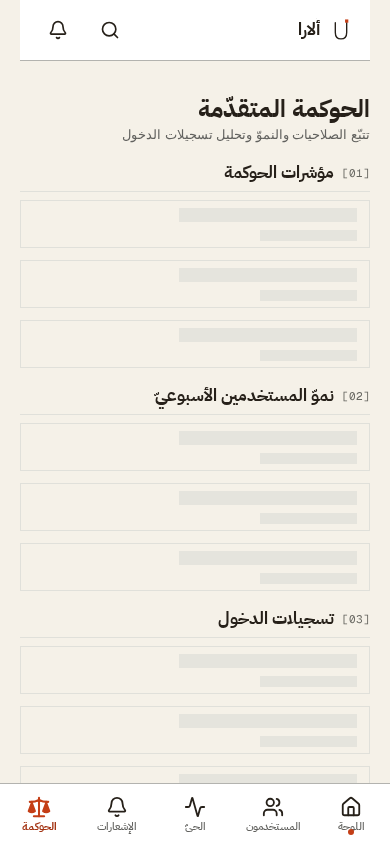 ألارا
الحوكمة المتقدّمة
تتبّع الصلاحيات والنموّ وتحليل تسجيلات الدخول
[01] مؤشرات الحوكمة
[02] نموّ المستخدمين الأسبوعيّ
[03] تسجيلات الدخول
اللوحة
المستخدمون
الحيّ
الإشعارات
الحوكمة